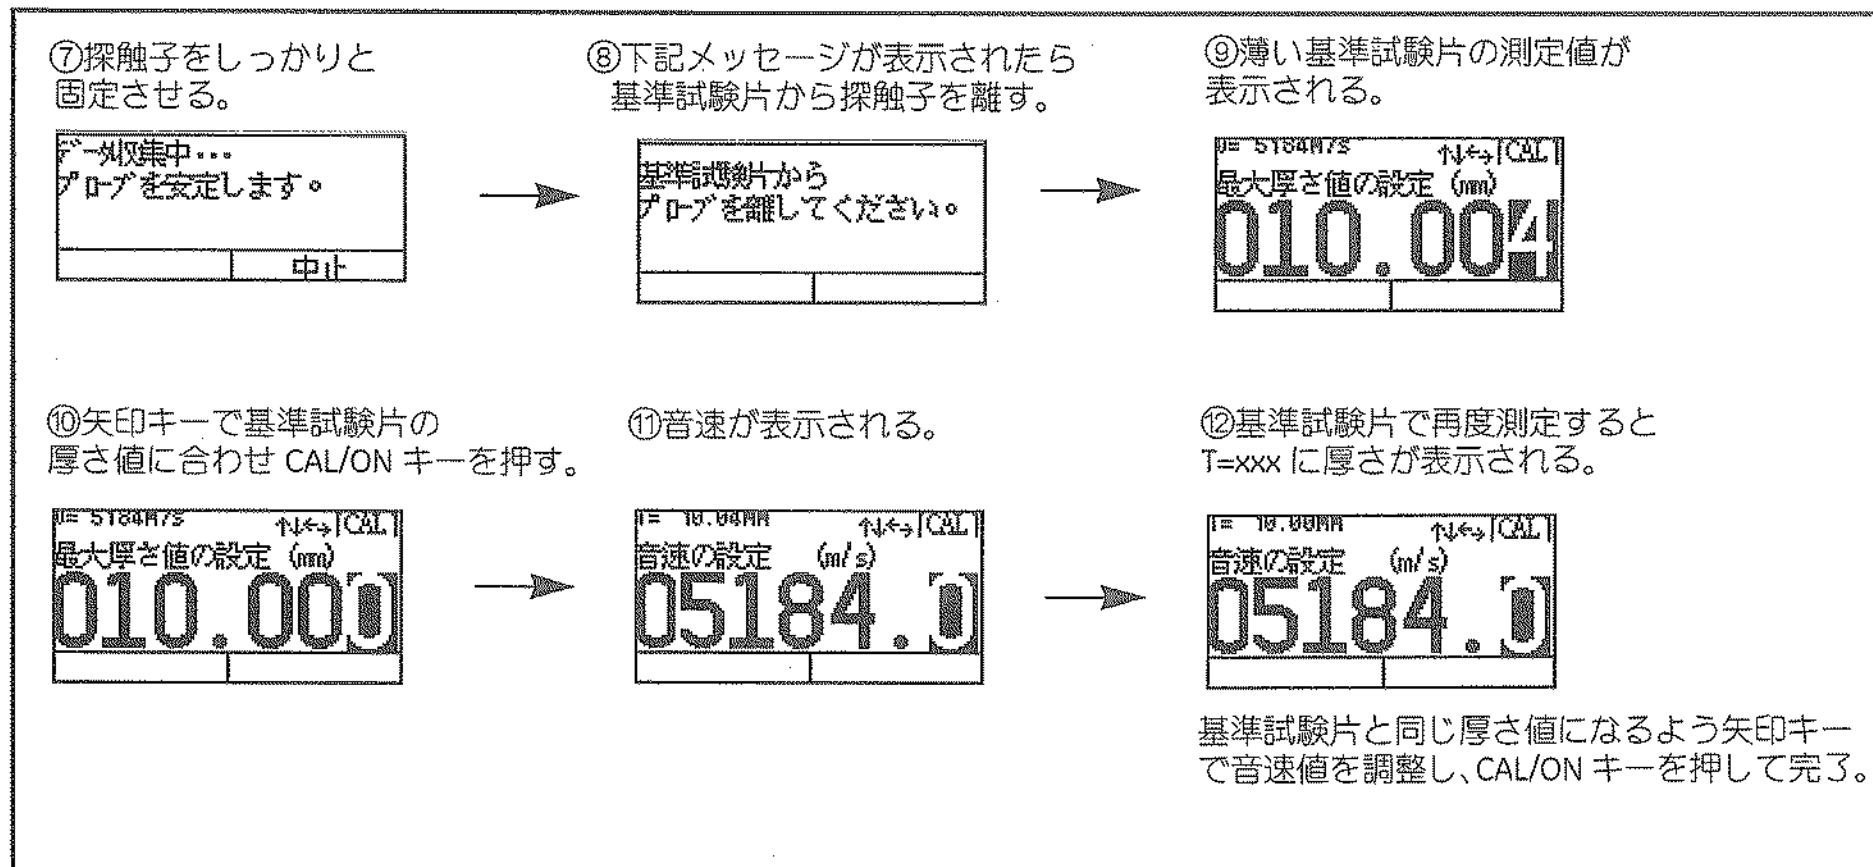 ⑦探触子をしっかりと
固定させる。
データ収集中・・・
プローブを安定します。
中止
⑧下記メッセージが表示されたら
基準試験片から探触子を離す。
基準試験片から
プローブを離してください。
⑨薄い基準試験片の測定値が
表示される。
V= 5184M/S ↑↓←→ CAL
最大厚さ値の設定 (mm)
010.004
⑩矢印キーで基準試験片の
厚さ値に合わせ CAL/ON キーを押す。
V= 5184M/S ↑↓←→ CAL
最大厚さ値の設定 (mm)
010.000
⑪音速が表示される。
T= 10.04MM ↑↓←→ CAL
音速の設定 (m/s)
05184.0
⑫基準試験片で再度測定すると
T=xxx に厚さが表示される。
T= 10.00MM ↑↓←→ CAL
音速の設定 (m/s)
05184.0
基準試験片と同じ厚さ値になるよう矢印キー
で音速値を調整し、CAL/ON キーを押して完了。